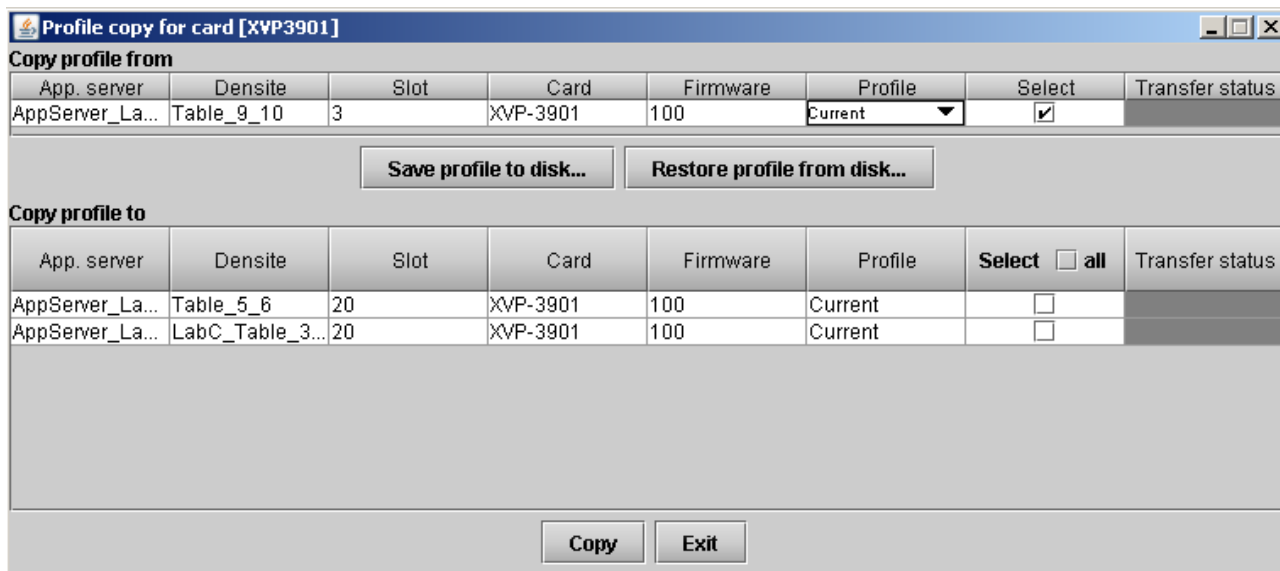 Profile copy for card [XVP3901]
Copy profile from
App. server Densite Slot Card Firmware Profile Select Transfer status
AppServer_La... Table_9_10 3 XVP-3901 100 Current
Save profile to disk... Restore profile from disk...
Copy profile to
App. server Densite Slot Card Firmware Profile Select all Transfer status
AppServer_La... Table_5_6 20 XVP-3901 100 Current
AppServer_La... LabC_Table_3... 20 XVP-3901 100 Current
Copy Exit